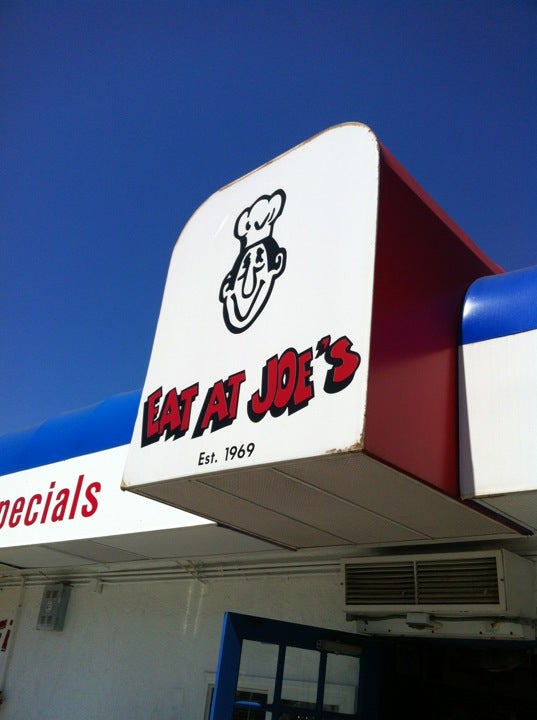 EAT AT JOE'S
Est. 1969
pecials